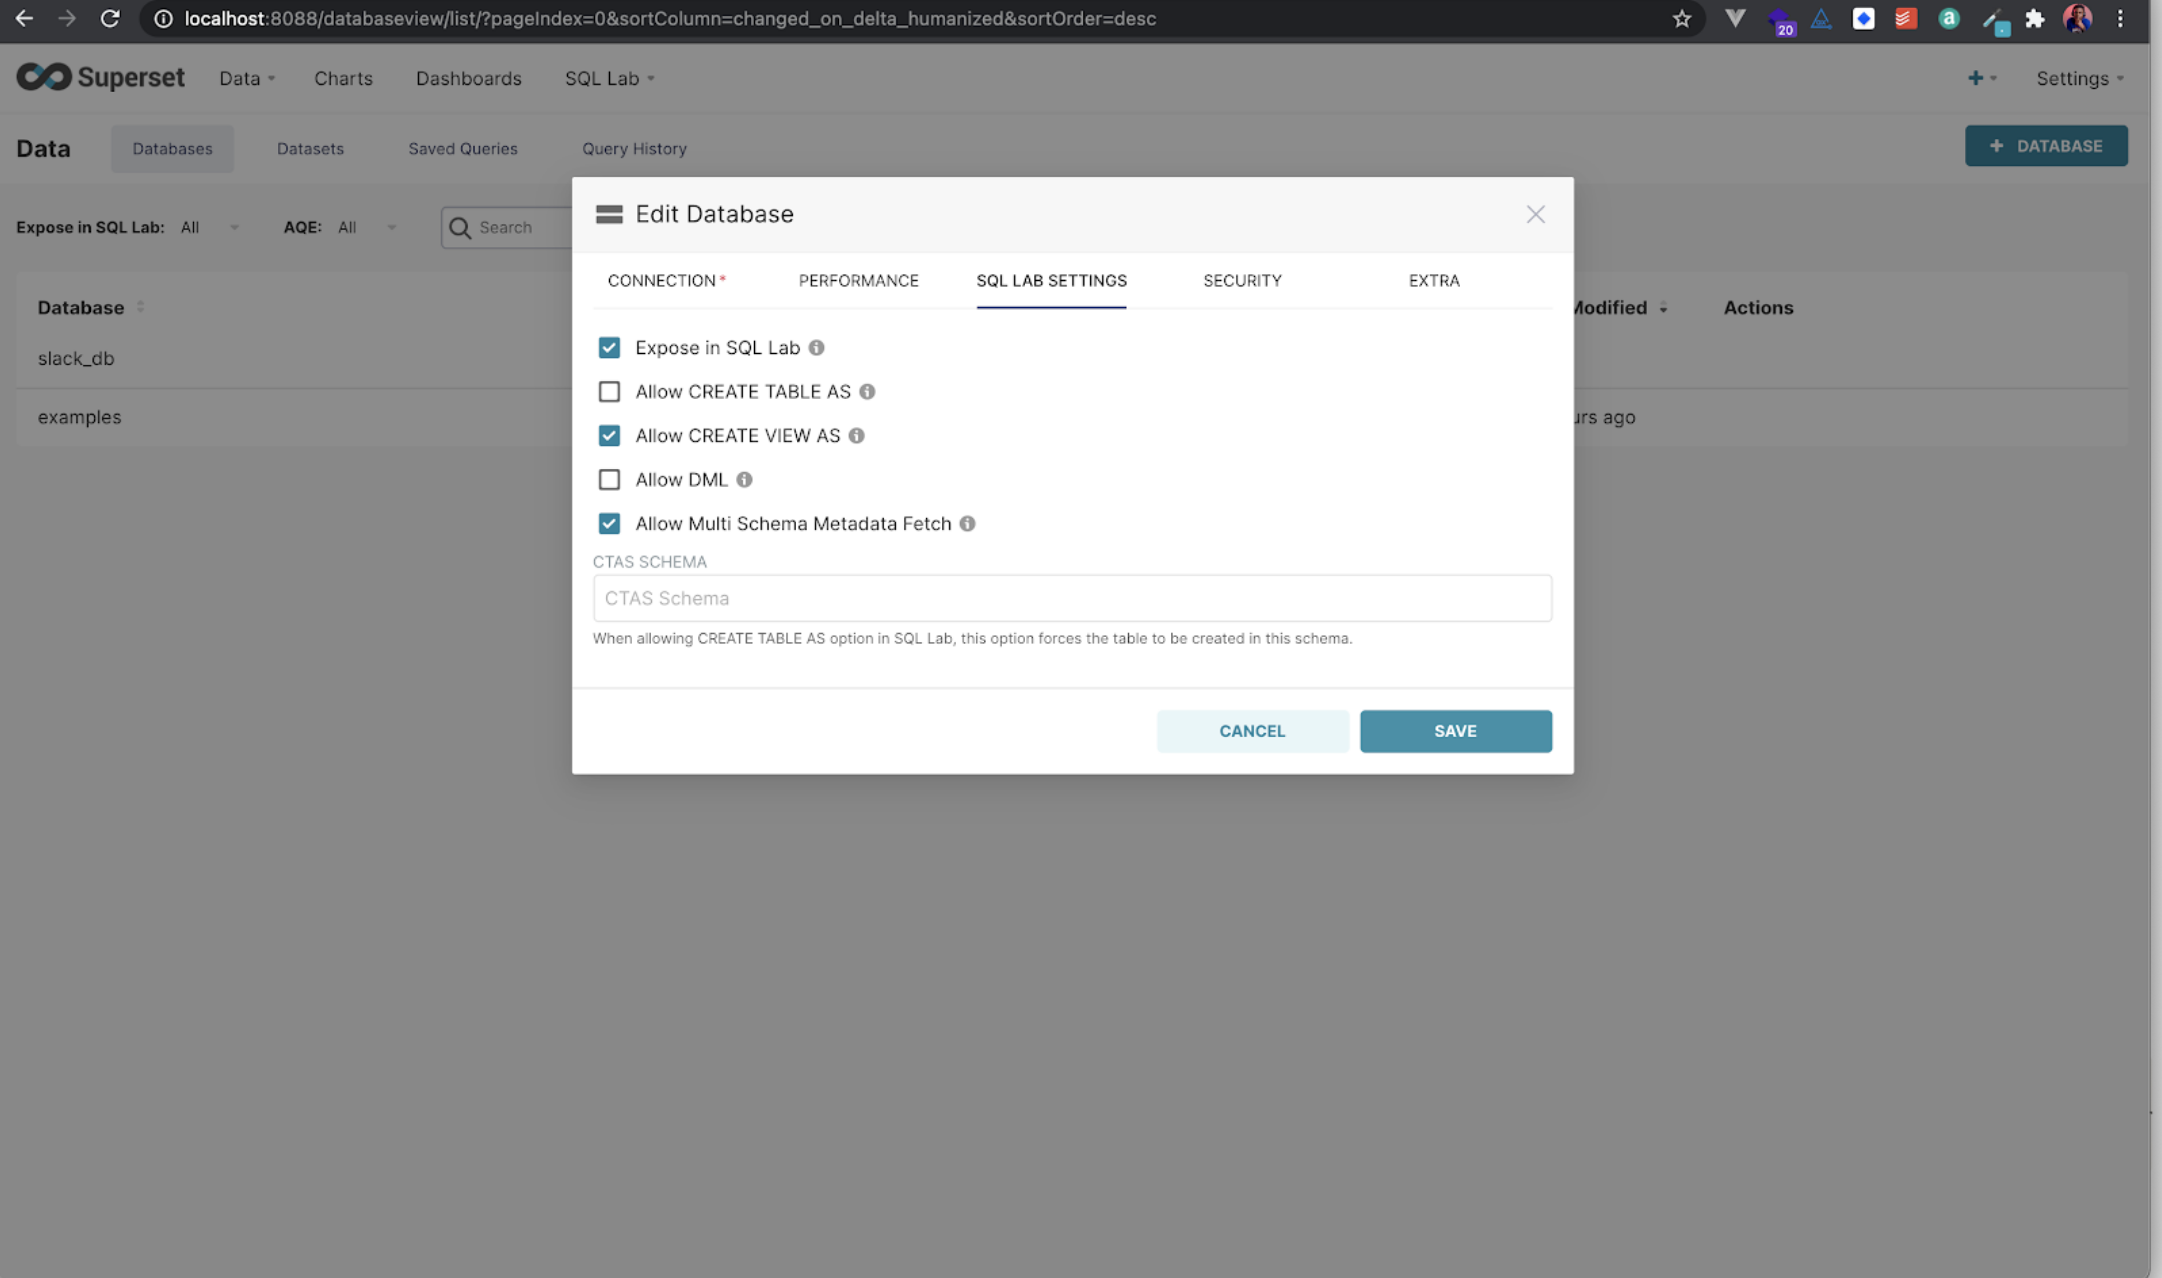 localhost:8088/databaseview/list/?pageIndex=0&sortColumn=changed_on_delta_humanized&sortOrder=desc
20
a
Superset Data Charts Dashboards SQL Lab + Settings
Data Databases Datasets Saved Queries Query History + DATABASE
Expose in SQL Lab: All AQE: All Search
Database Modified Actions
slack_db
examples urs ago
Edit Database
CONNECTION * PERFORMANCE SQL LAB SETTINGS SECURITY EXTRA
Expose in SQL Lab
Allow CREATE TABLE AS
Allow CREATE VIEW AS
Allow DML
Allow Multi Schema Metadata Fetch
CTAS SCHEMA
CTAS Schema
When allowing CREATE TABLE AS option in SQL Lab, this option forces the table to be created in this schema.
CANCEL SAVE